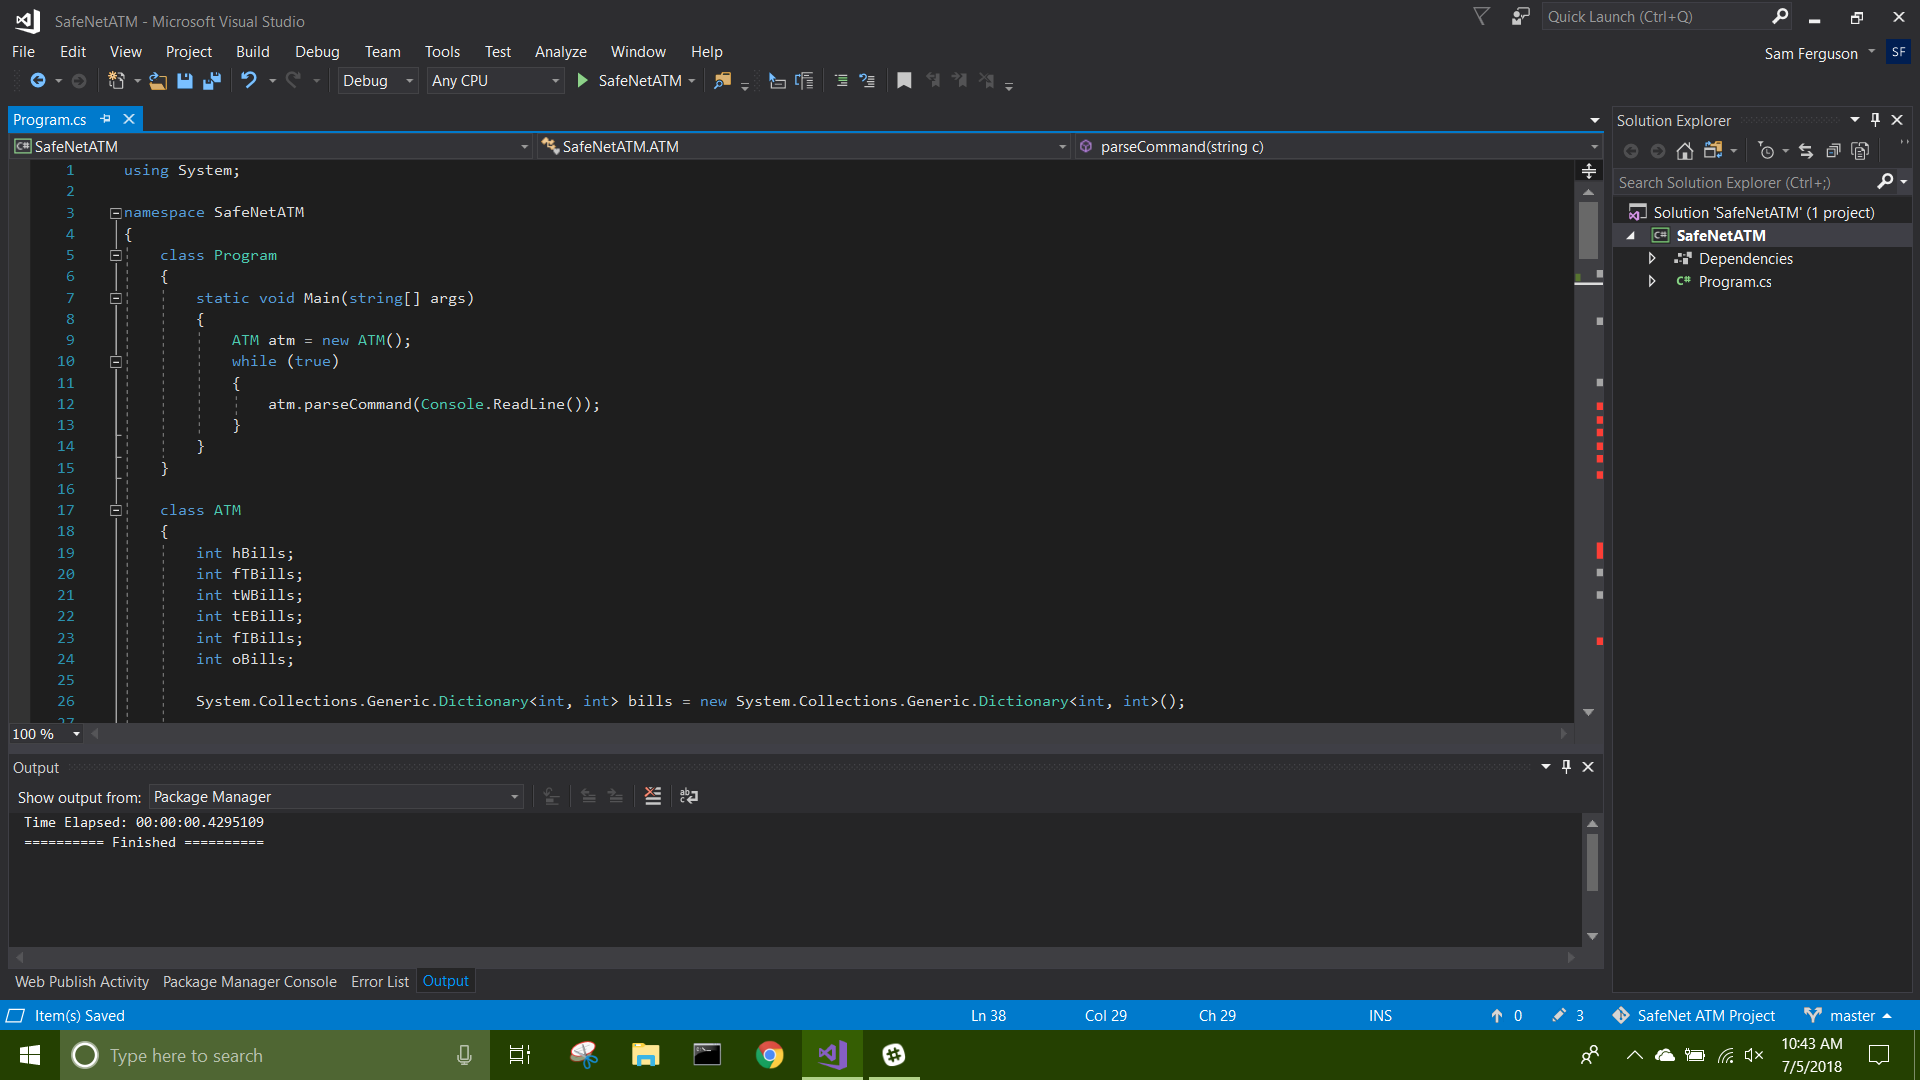 SafeNetATM - Microsoft Visual Studio
Quick Launch (Ctrl+Q)
File Edit View Project Build Debug Team Tools Test Analyze Window Help
Sam Ferguson SF
Debug Any CPU SafeNetATM
Program.cs
SafeNetATM SafeNetATM.ATM parseCommand(string c)
1 using System;
2
3 namespace SafeNetATM
4 {
5 class Program
6 {
7 static void Main(string[] args)
8 {
9 ATM atm = new ATM();
10 while (true)
11 {
12 atm.parseCommand(Console.ReadLine());
13 }
14 }
15 }
16
17 class ATM
18 {
19 int hBills;
20 int fTBills;
21 int tWBills;
22 int tEBills;
23 int fIBills;
24 int oBills;
25
26 System.Collections.Generic.Dictionary<int, int> bills = new System.Collections.Generic.Dictionary<int, int>();
27
100 %
Solution Explorer
Search Solution Explorer (Ctrl+;)
Solution 'SafeNetATM' (1 project)
C# SafeNetATM
Dependencies
C# Program.cs
Output
Show output from: Package Manager
Time Elapsed: 00:00:00.4295109
========== Finished ==========
Web Publish Activity Package Manager Console Error List Output
Item(s) Saved Ln 38 Col 29 Ch 29 INS 0 3 SafeNet ATM Project master
Type here to search
10:43 AM
7/5/2018